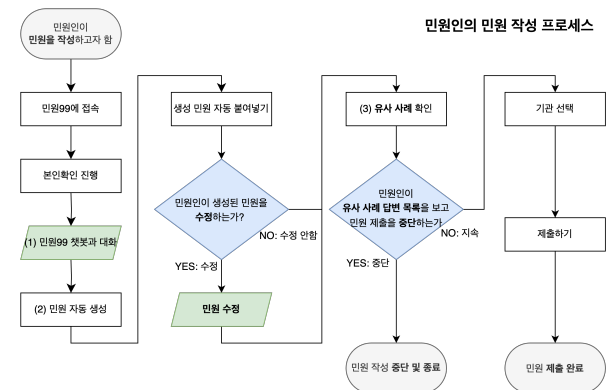 민원인의 민원 작성 프로세스
민원인이
민원을 작성하고자 함
민원99에 접속
본인확인 진행
(1) 민원99 챗봇과 대화
(2) 민원 자동 생성
생성 민원 자동 붙여넣기
민원인이 생성된 민원을
수정하는가?
NO: 수정 안함
YES: 수정
민원 수정
(3) 유사 사례 확인
민원인이
유사 사례 답변 목록을 보고
민원 제출을 중단하는가
NO: 지속
YES: 중단
민원 작성 중단 및 종료
기관 선택
제출하기
민원 제출 완료